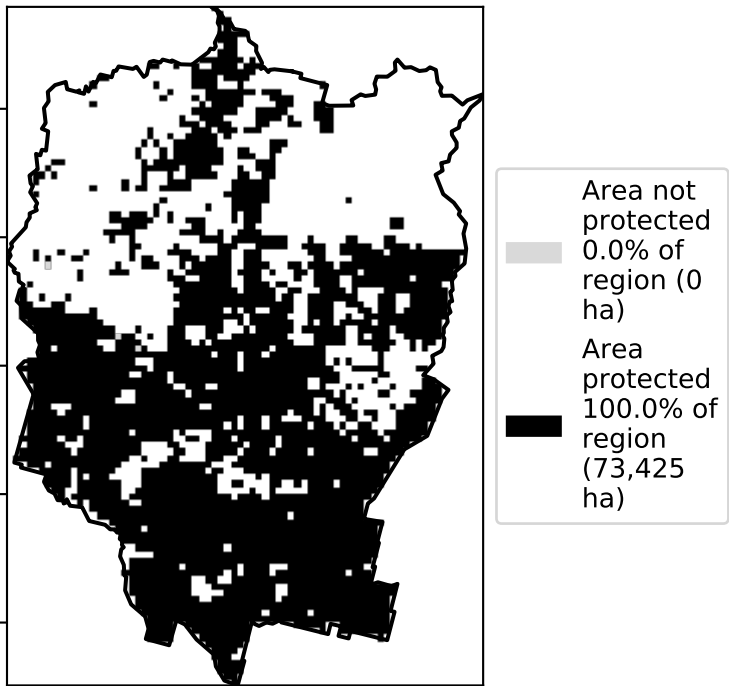 Area not
protected
0.0% of
region (0
ha)
Area
protected
100.0% of
region
(73,425
ha)